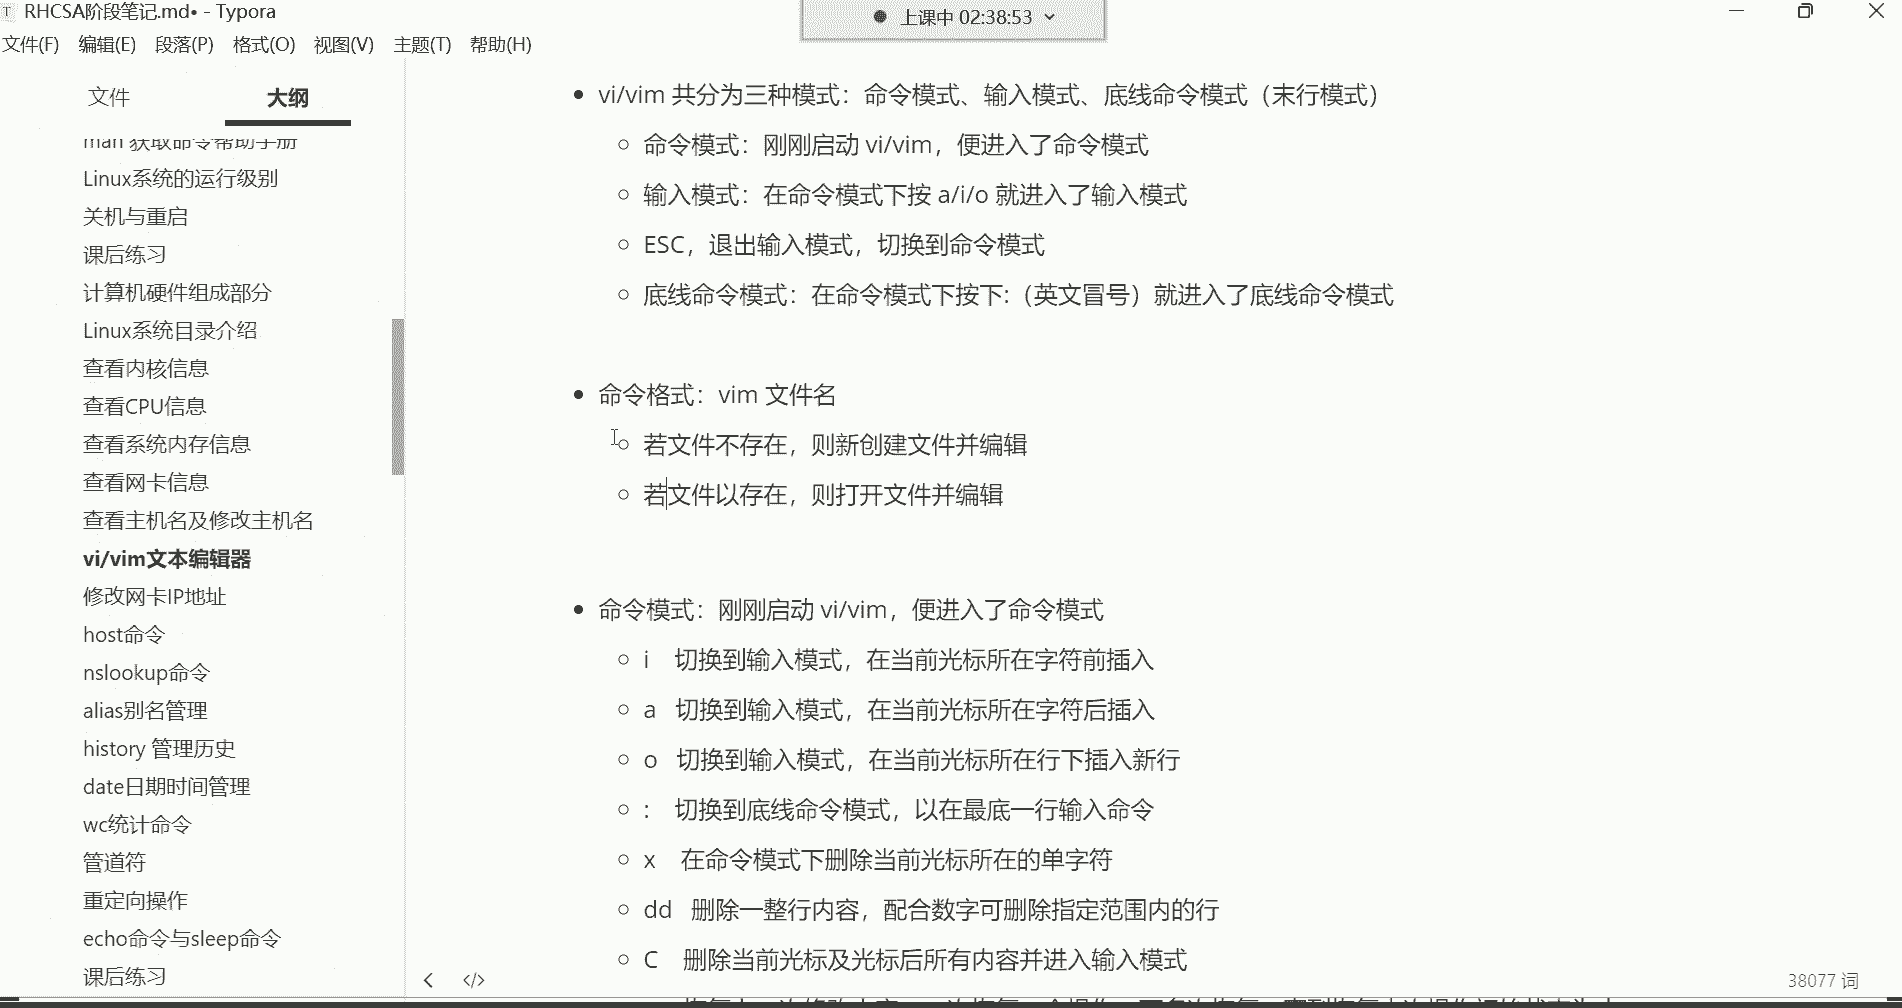 RHCSA阶段笔记.md• - Typora
上课中 02:38:53
文件(F) 编辑(E) 段落(P) 格式(O) 视图(V) 主题(T) 帮助(H)
文件 大纲
man 获取命令帮助手册
Linux系统的运行级别
关机与重启
课后练习
计算机硬件组成部分
Linux系统目录介绍
查看内核信息
查看CPU信息
查看系统内存信息
查看网卡信息
查看主机名及修改主机名
vi/vim文本编辑器
修改网卡IP地址
host命令
nslookup命令
alias别名管理
history 管理历史
date日期时间管理
wc统计命令
管道符
重定向操作
echo命令与sleep命令
课后练习
vi/vim 共分为三种模式：命令模式、输入模式、底线命令模式（末行模式）
命令模式：刚刚启动 vi/vim，便进入了命令模式
输入模式：在命令模式下按 a/i/o 就进入了输入模式
ESC，退出输入模式，切换到命令模式
底线命令模式：在命令模式下按下:（英文冒号）就进入了底线命令模式
命令格式：vim 文件名
若文件不存在，则新创建文件并编辑
若文件以存在，则打开文件并编辑
命令模式：刚刚启动 vi/vim，便进入了命令模式
i 切换到输入模式，在当前光标所在字符前插入
a 切换到输入模式，在当前光标所在字符后插入
o 切换到输入模式，在当前光标所在行下插入新行
: 切换到底线命令模式，以在最底一行输入命令
x 在命令模式下删除当前光标所在的单字符
dd 删除一整行内容，配合数字可删除指定范围内的行
C 删除当前光标及光标后所有内容并进入输入模式
38077 词